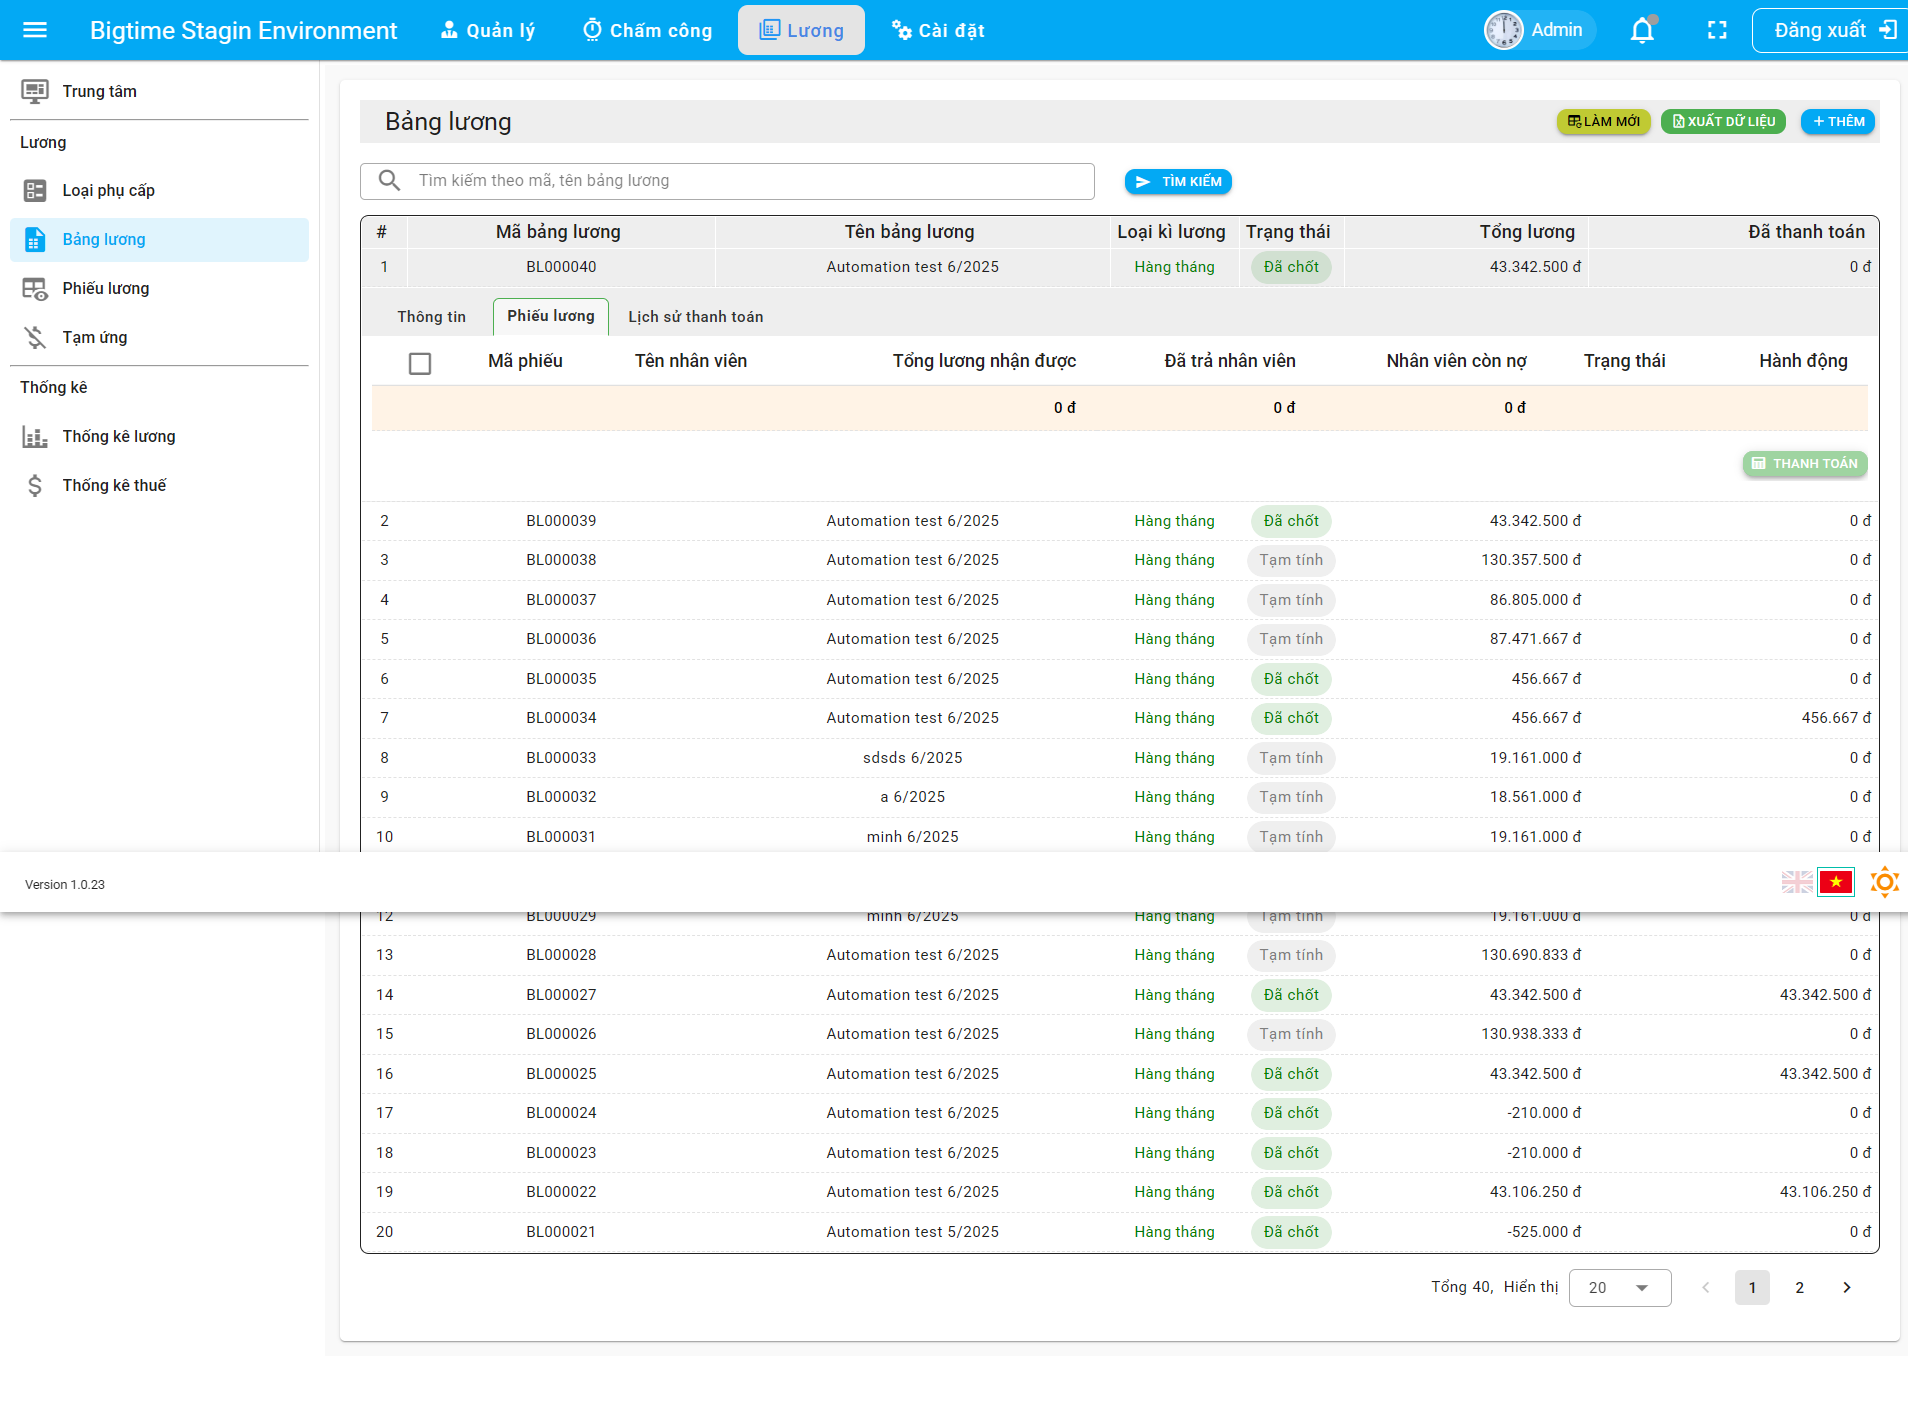 Bigtime Stagin Environment Quản lý Chấm công Lương Cài đặt Admin Đăng xuất
Trung tâm
Lương
Loại phụ cấp
Bảng lương
Phiếu lương
Tạm ứng
Thống kê
Thống kê lương
Thống kê thuế
Bảng lương LÀM MỚI XUẤT DỮ LIỆU THÊM
Tìm kiếm theo mã, tên bảng lương TÌM KIẾM
# Mã bảng lương Tên bảng lương Loại kì lương Trạng thái Tổng lương Đã thanh toán
1 BL000040 Automation test 6/2025 Hàng tháng Đã chốt 43.342.500 đ 0 đ
Thông tin Phiếu lương Lịch sử thanh toán
Mã phiếu Tên nhân viên Tổng lương nhận được Đã trả nhân viên Nhân viên còn nợ Trạng thái Hành động
0 đ 0 đ 0 đ
THANH TOÁN
2 BL000039 Automation test 6/2025 Hàng tháng Đã chốt 43.342.500 đ 0 đ
3 BL000038 Automation test 6/2025 Hàng tháng Tạm tính 130.357.500 đ 0 đ
4 BL000037 Automation test 6/2025 Hàng tháng Tạm tính 86.805.000 đ 0 đ
5 BL000036 Automation test 6/2025 Hàng tháng Tạm tính 87.471.667 đ 0 đ
6 BL000035 Automation test 6/2025 Hàng tháng Đã chốt 456.667 đ 0 đ
7 BL000034 Automation test 6/2025 Hàng tháng Đã chốt 456.667 đ 456.667 đ
8 BL000033 sdsds 6/2025 Hàng tháng Tạm tính 19.161.000 đ 0 đ
9 BL000032 a 6/2025 Hàng tháng Tạm tính 18.561.000 đ 0 đ
10 BL000031 minh 6/2025 Hàng tháng Tạm tính 19.161.000 đ 0 đ
Version 1.0.23
12 BL000029 minh 6/2025 Hàng tháng Tạm tính 19.161.000 đ 0 đ
13 BL000028 Automation test 6/2025 Hàng tháng Tạm tính 130.690.833 đ 0 đ
14 BL000027 Automation test 6/2025 Hàng tháng Đã chốt 43.342.500 đ 43.342.500 đ
15 BL000026 Automation test 6/2025 Hàng tháng Tạm tính 130.938.333 đ 0 đ
16 BL000025 Automation test 6/2025 Hàng tháng Đã chốt 43.342.500 đ 43.342.500 đ
17 BL000024 Automation test 6/2025 Hàng tháng Đã chốt -210.000 đ 0 đ
18 BL000023 Automation test 6/2025 Hàng tháng Đã chốt -210.000 đ 0 đ
19 BL000022 Automation test 6/2025 Hàng tháng Đã chốt 43.106.250 đ 43.106.250 đ
20 BL000021 Automation test 5/2025 Hàng tháng Đã chốt -525.000 đ 0 đ
Tổng 40, Hiển thị 20 1 2